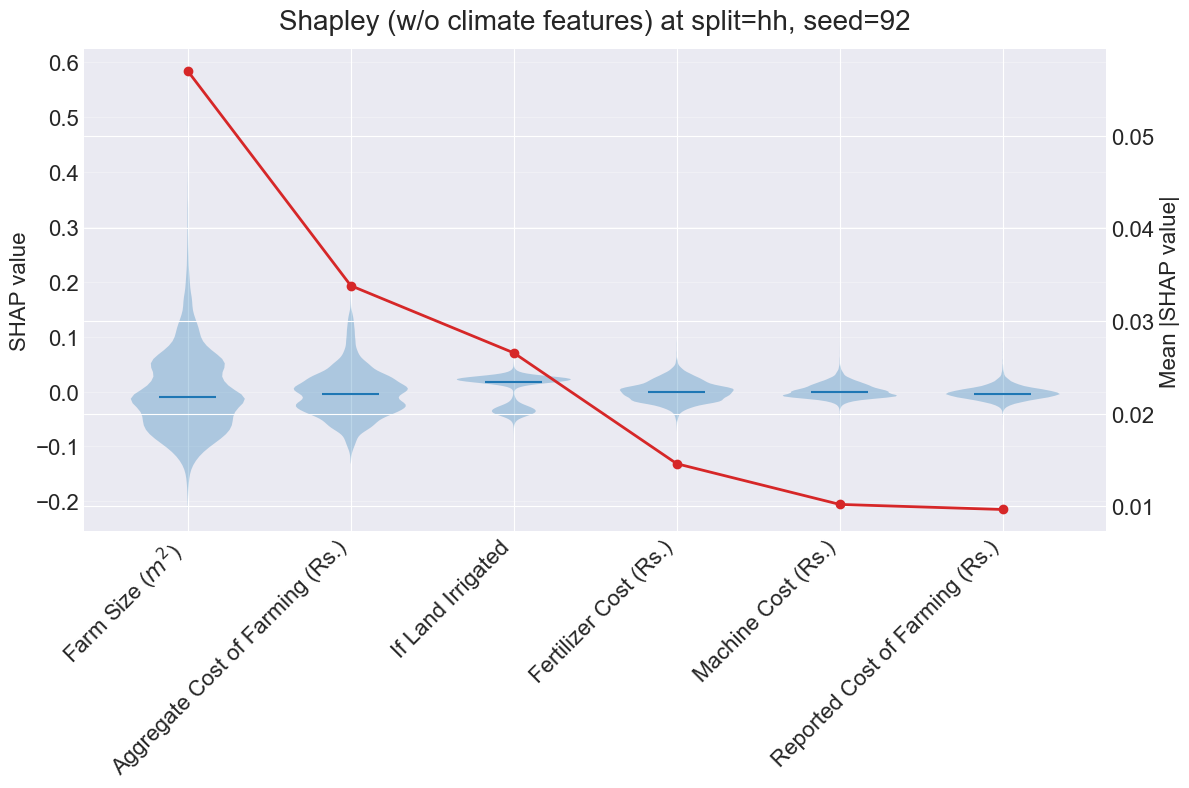 Shapley (w/o climate features) at split=hh, seed=92
SHAP value
0.6
0.5
0.4
0.3
0.2
0.1
0.0
−0.1
−0.2
0.05
0.04
0.03
0.02
0.01
Mean |SHAP value|
Farm Size (m²)
Aggregate Cost of Farming (Rs.)
If Land Irrigated
Fertilizer Cost (Rs.)
Machine Cost (Rs.)
Reported Cost of Farming (Rs.)